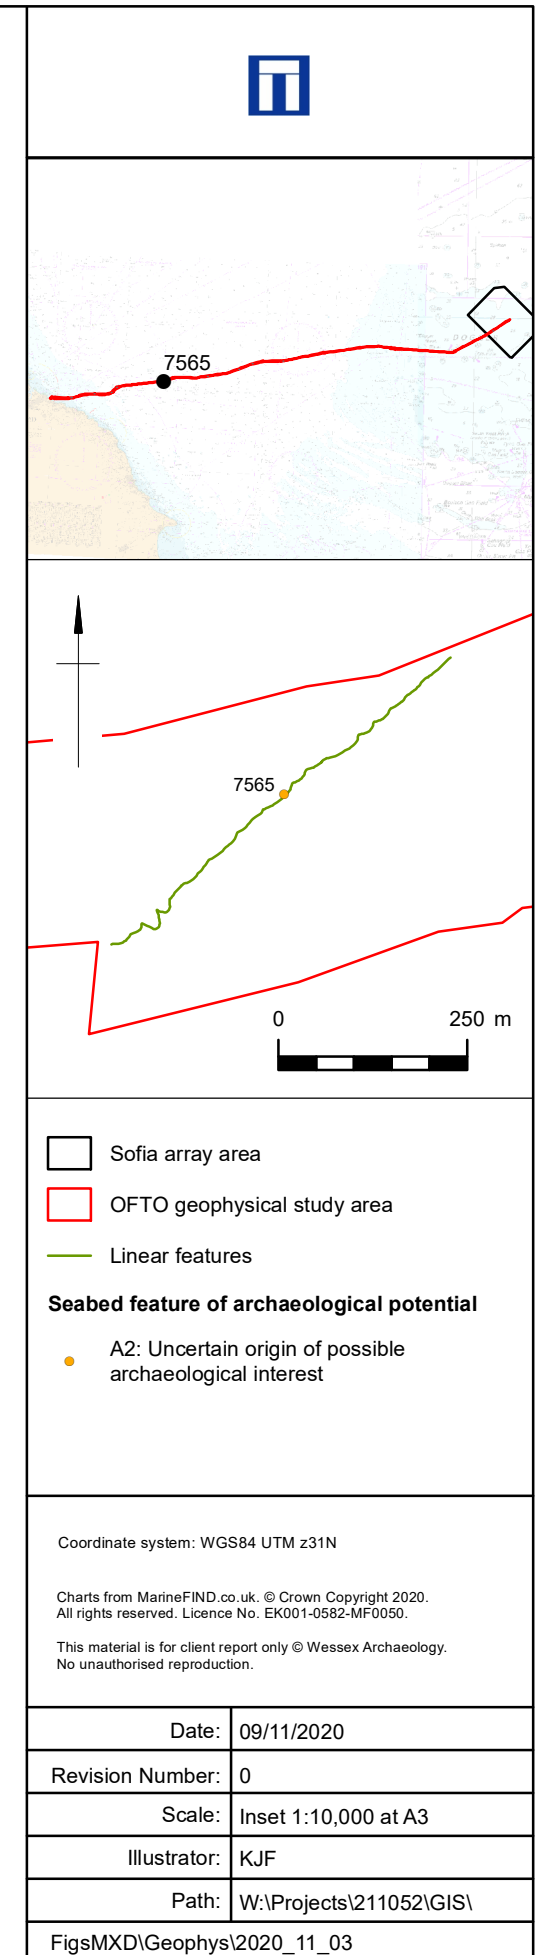 7565
7565
0 250 m
Sofia array area
OFTO geophysical study area
Linear features
Seabed feature of archaeological potential
A2: Uncertain origin of possible
archaeological interest
Coordinate system: WGS84 UTM z31N
Charts from MarineFIND.co.uk. © Crown Copyright 2020.
All rights reserved. Licence No. EK001-0582-MF0050.
This material is for client report only © Wessex Archaeology.
No unauthorised reproduction.
Date: 09/11/2020
Revision Number: 0
Scale: Inset 1:10,000 at A3
Illustrator: KJF
Path: W:\Projects\211052\GIS\
FigsMXD\Geophys\2020_11_03